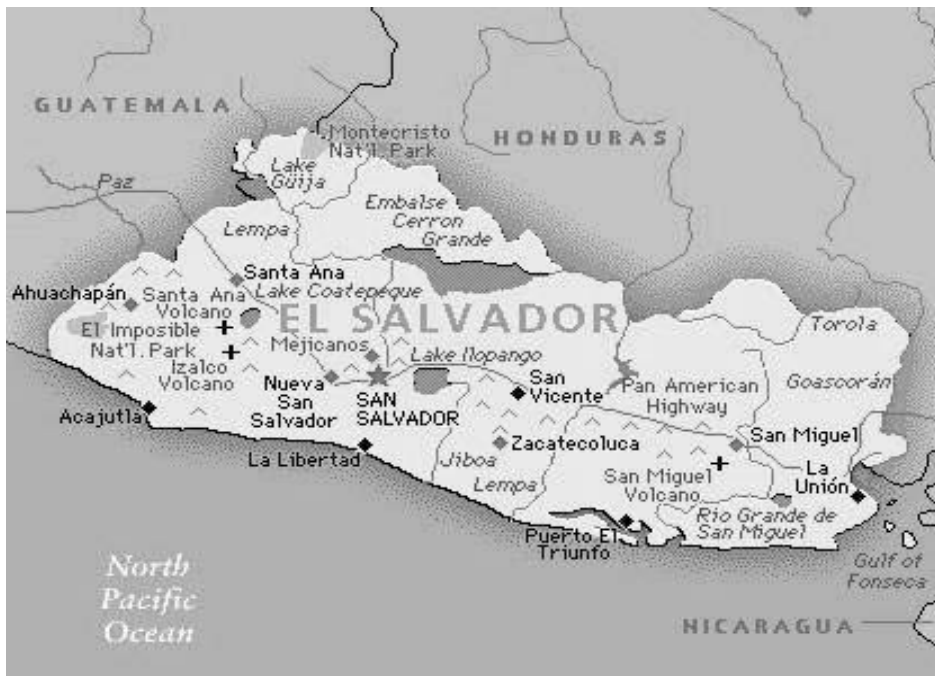 GUATEMALA
HONDURAS
Montecristo
Nat'l. Park
Lake
Güija
Paz
Embalse
Cerron
Grande
Lempa
Santa Ana
Lake Coatepeque
Ahuachapán
Santa Ana
Volcano
EL SALVADOR
Torola
El Imposible
Nat'l. Park
Mejicanos
Lake Ilopango
Izalco
Volcano
Nueva
San
Salvador
SAN
SALVADOR
San
Vicente
Pan American
Highway
Goascorán
Acajutla
La Libertad
Zacatecoluca
San Miguel
Jiboa
Lempa
San Miguel
Volcano
La
Unión
Puerto El
Triunfo
Rio Grande de
San Miguel
Gulf of
Fonseca
North
Pacific
Ocean
NICARAGUA